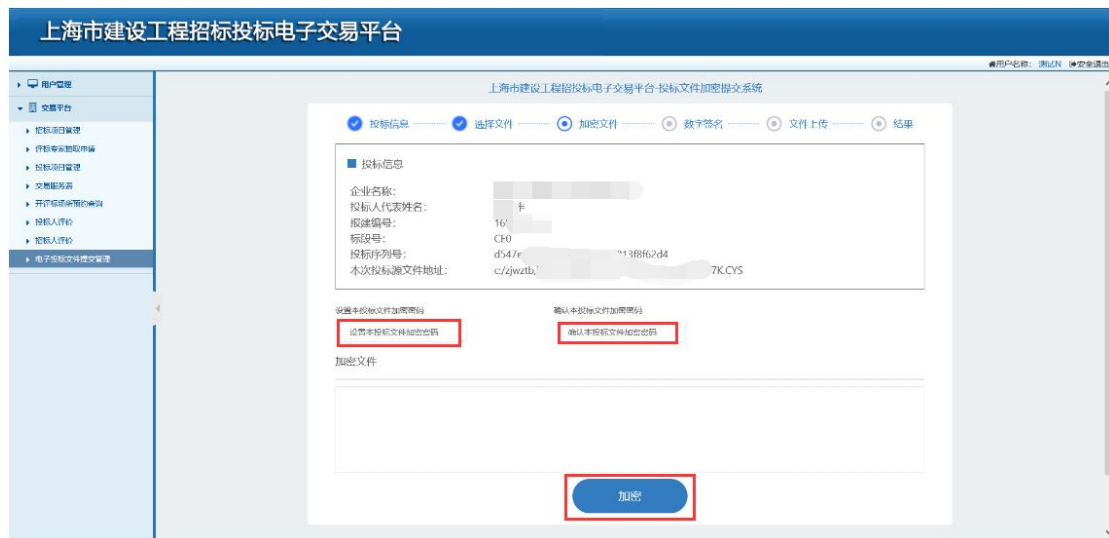 上海市建设工程招标投标电子交易平台
用户名称: 测试N 安全退出
用户管理
交易平台
招标项目管理
评标专家抽取申请
投标项目管理
交易服务费
开评标场所预约查询
投标人评价
招标人评价
电子投标文件提交管理
上海市建设工程招投标电子交易平台-投标文件加密提交系统
投标信息 选择文件 加密文件 数字签名 文件上传 结果
投标信息
企业名称:
投标人代表姓名:
报建编号: 16
标段号: CE0
投标序列号: d547e 213f8f62d4
本次投标源文件地址: c:/zjwztb, 7K.CYS
设置本投标文件加密密码 确认本投标文件加密密码
设置本投标文件加密密码 确认本投标文件加密密码
加密文件
加密